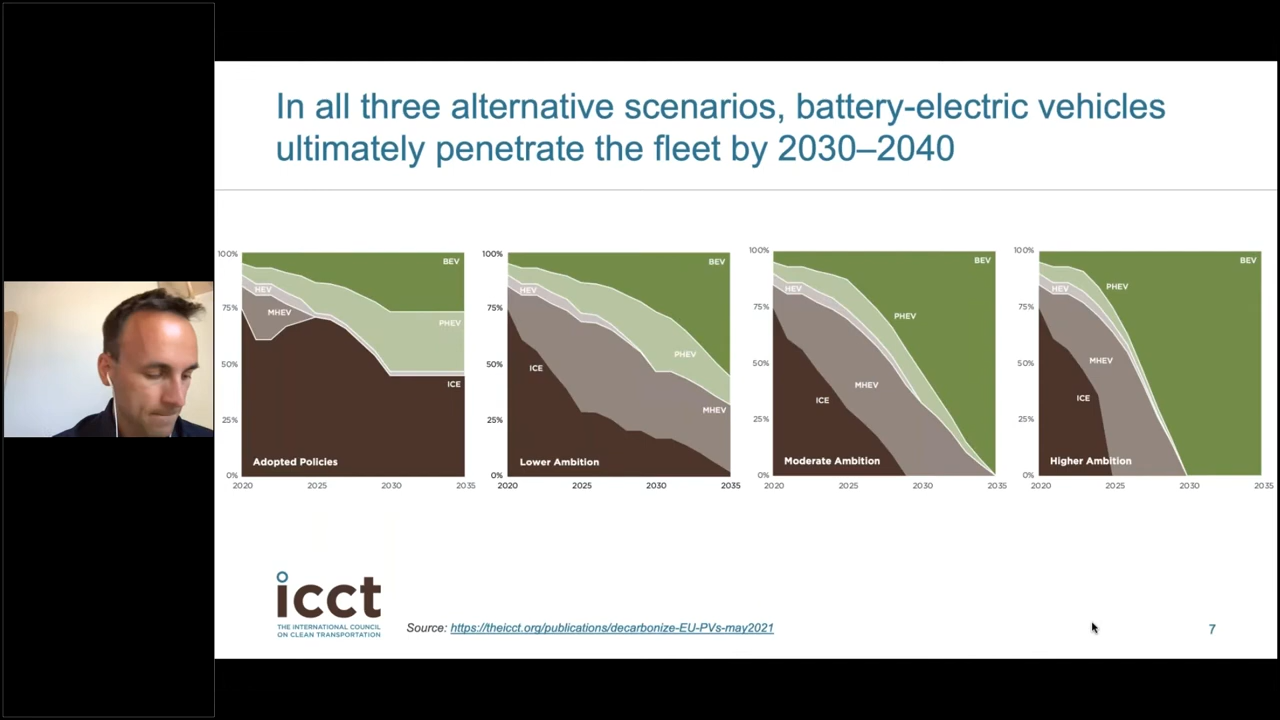 In all three alternative scenarios, battery-electric vehicles
ultimately penetrate the fleet by 2030–2040
100%
75%
50%
25%
0%
BEV
HEV
MHEV
PHEV
ICE
Adopted Policies
2020
2025
2030
2035
100%
75%
50%
25%
0%
BEV
HEV
PHEV
ICE
MHEV
Lower Ambition
2020
2025
2030
2035
100%
75%
50%
25%
0%
BEV
HEV
PHEV
MHEV
ICE
Moderate Ambition
2020
2025
2030
2035
100%
75%
50%
25%
0%
BEV
HEV
PHEV
MHEV
ICE
Higher Ambition
2020
2025
2030
2035
icct
THE INTERNATIONAL COUNCIL
ON CLEAN TRANSPORTATION
Source: https://theicct.org/publications/decarbonize-EU-PVs-may2021
7